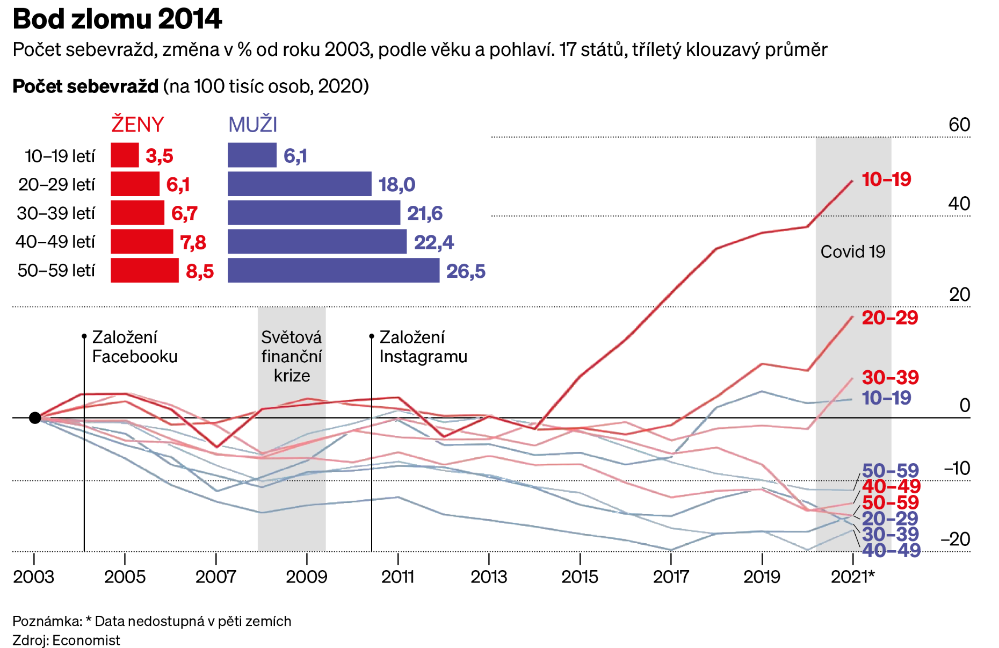 Bod zlomu 2014
Počet sebevražd, změna v % od roku 2003, podle věku a pohlaví. 17 států, tříletý klouzavý průměr
Počet sebevražd (na 100 tisíc osob, 2020)
ŽENY MUŽI
10–19 letí 3,5 6,1
20–29 letí 6,1 18,0
30–39 letí 6,7 21,6
40–49 letí 7,8 22,4
50–59 letí 8,5 26,5
60
40
20
0
–10
–20
Založení
Facebooku
Světová
finanční
krize
Založení
Instagramu
Covid 19
10–19
20–29
30–39
10–19
50–59
40–49
50–59
20–29
30–39
40–49
2003 2005 2007 2009 2011 2013 2015 2017 2019 2021*
Poznámka: * Data nedostupná v pěti zemích
Zdroj: Economist